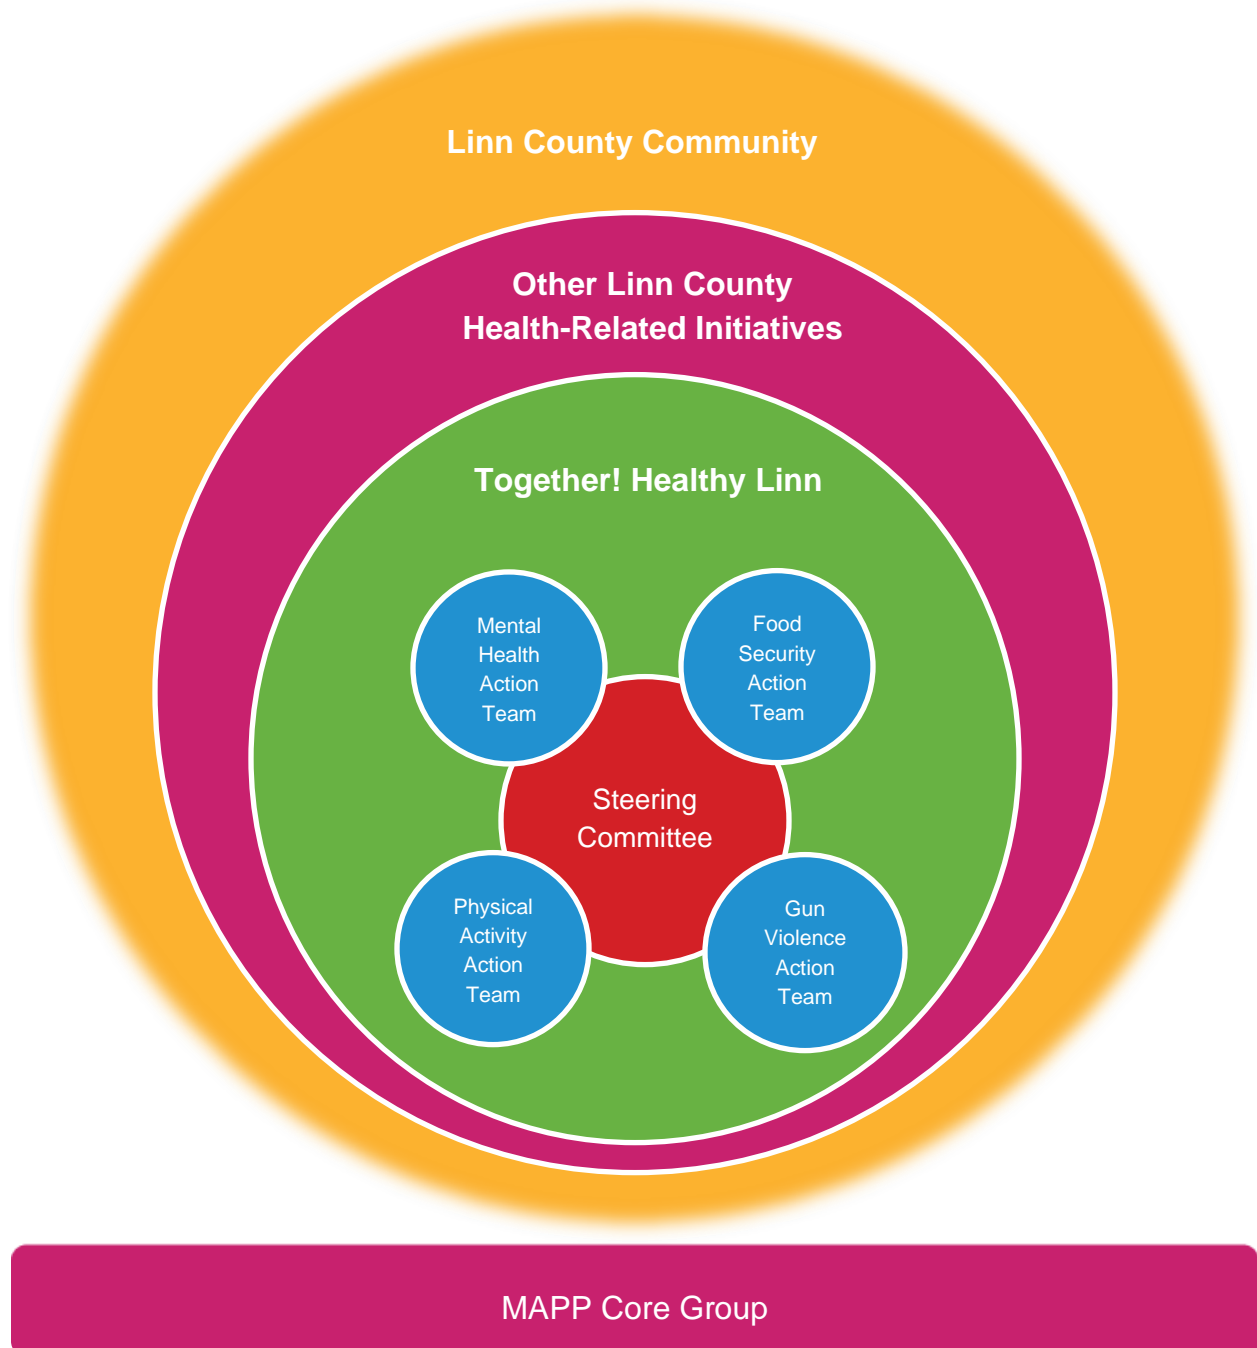 Linn County Community
Other Linn County
Health-Related Initiatives
Together! Healthy Linn
Mental
Health
Action
Team
Food
Security
Action
Team
Steering
Committee
Physical
Activity
Action
Team
Gun
Violence
Action
Team
MAPP Core Group